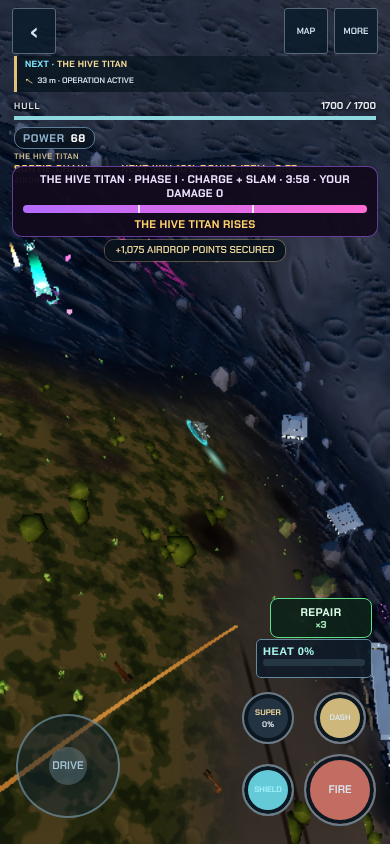 ‹
MAP
MORE
NEXT · THE HIVE TITAN
33 m · OPERATION ACTIVE
HULL
1700 / 1700
POWER 68
THE HIVE TITAN
THE HIVE TITAN · PHASE I · CHARGE + SLAM · 3:58 · YOUR
DAMAGE 0
THE HIVE TITAN RISES
+1,075 AIRDROP POINTS SECURED
REPAIR
×3
HEAT 0%
SUPER
0%
DASH
DRIVE
SHIELD
FIRE